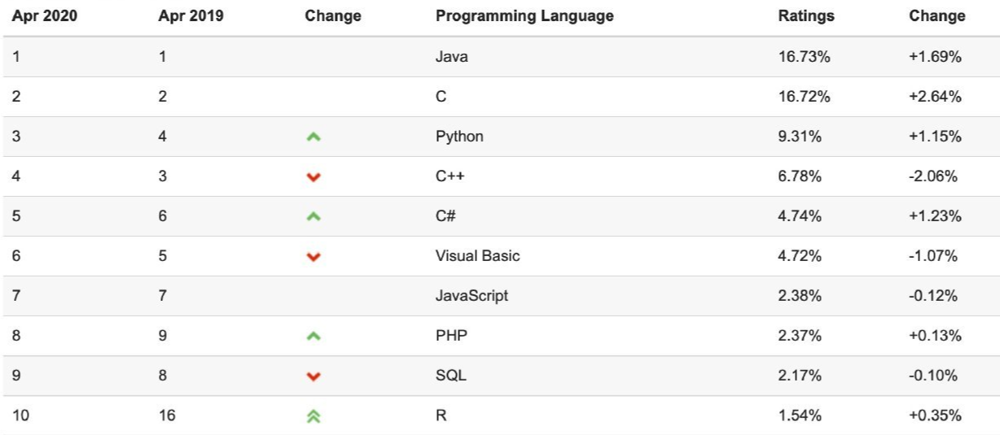 Apr 2020 Apr 2019 Change Programming Language Ratings Change
1 1 Java 16.73% +1.69%
2 2 C 16.72% +2.64%
3 4 Python 9.31% +1.15%
4 3 C++ 6.78% -2.06%
5 6 C# 4.74% +1.23%
6 5 Visual Basic 4.72% -1.07%
7 7 JavaScript 2.38% -0.12%
8 9 PHP 2.37% +0.13%
9 8 SQL 2.17% -0.10%
10 16 R 1.54% +0.35%